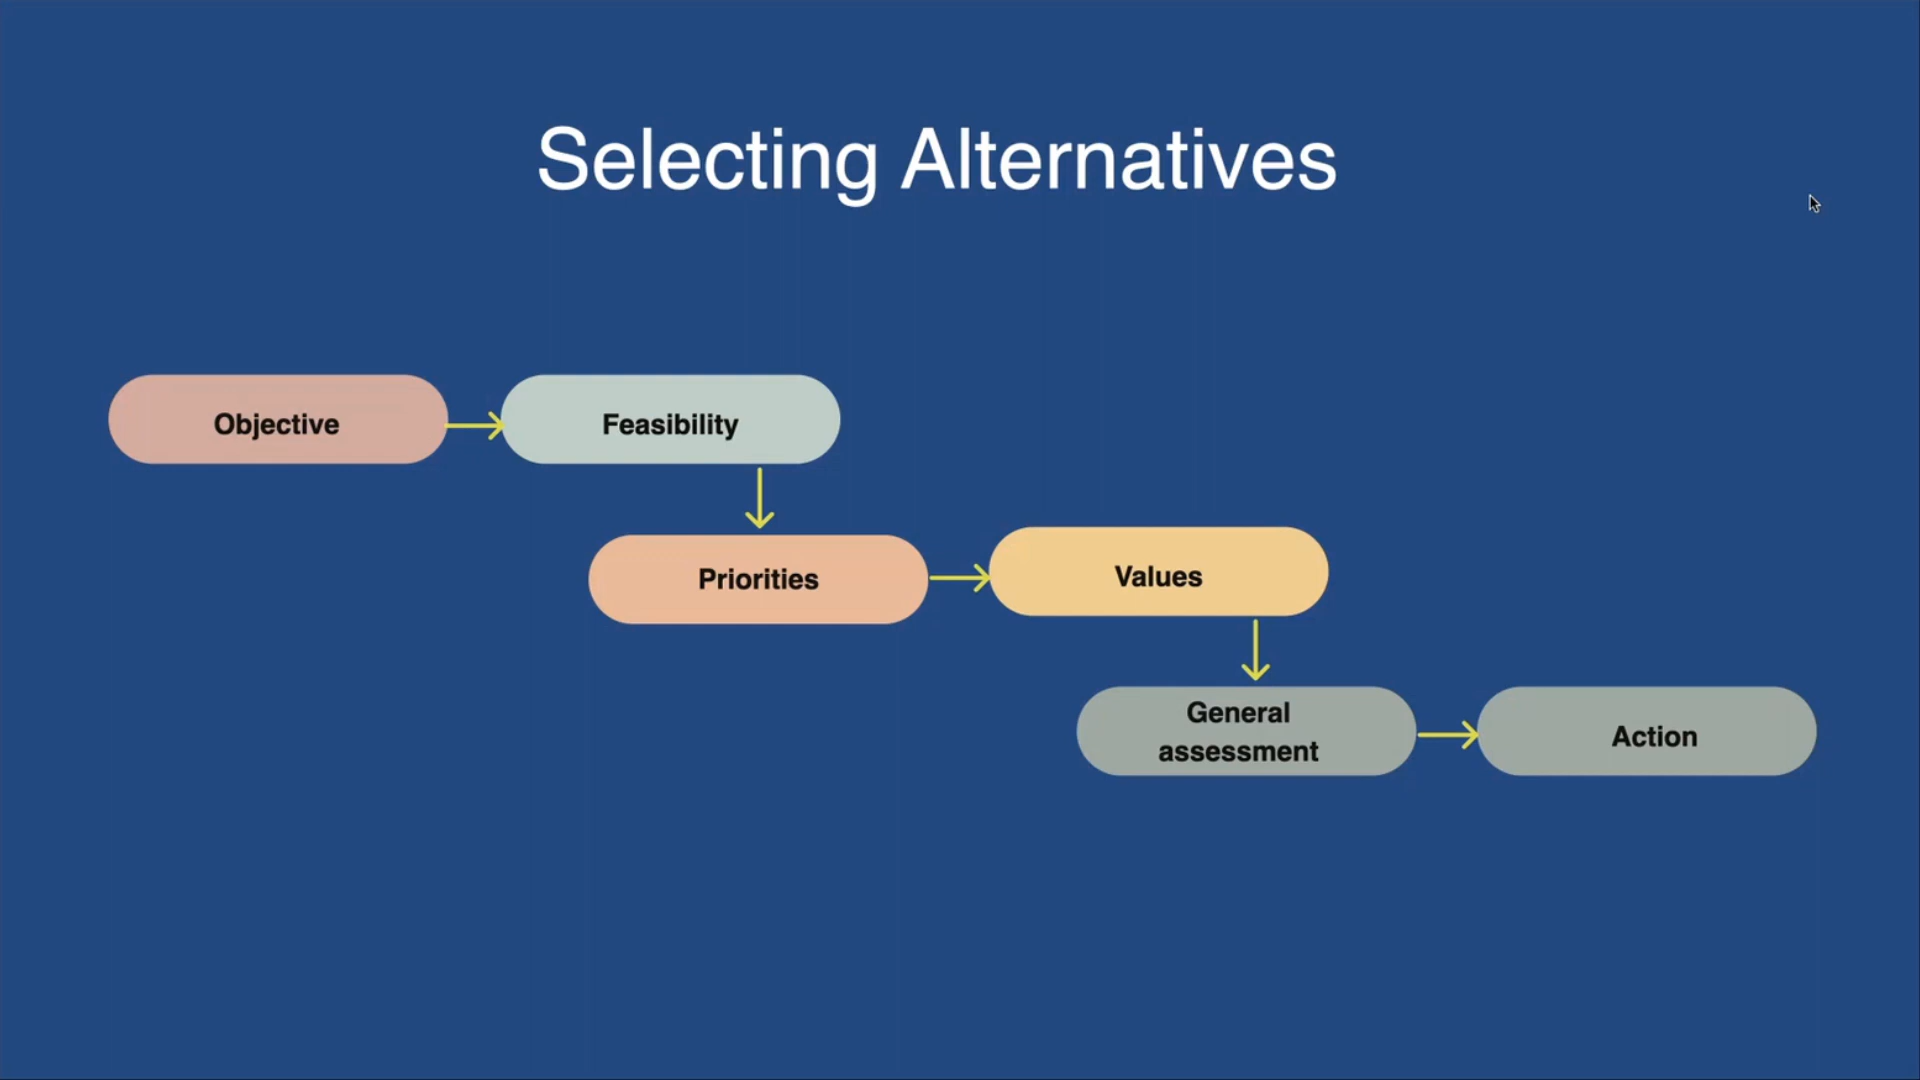 Selecting Alternatives
Objective
Feasibility
Priorities
Values
General
assessment
Action